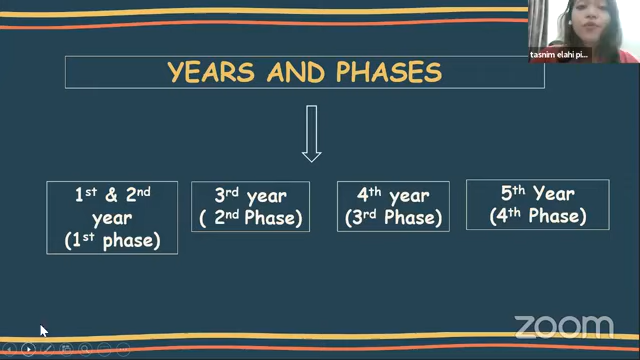 tasnim elahi pi...
YEARS AND PHASES
1st & 2nd
year
(1st phase)
3rd year
( 2nd Phase)
4th year
(3rd Phase)
5th Year
(4th Phase)
zoom